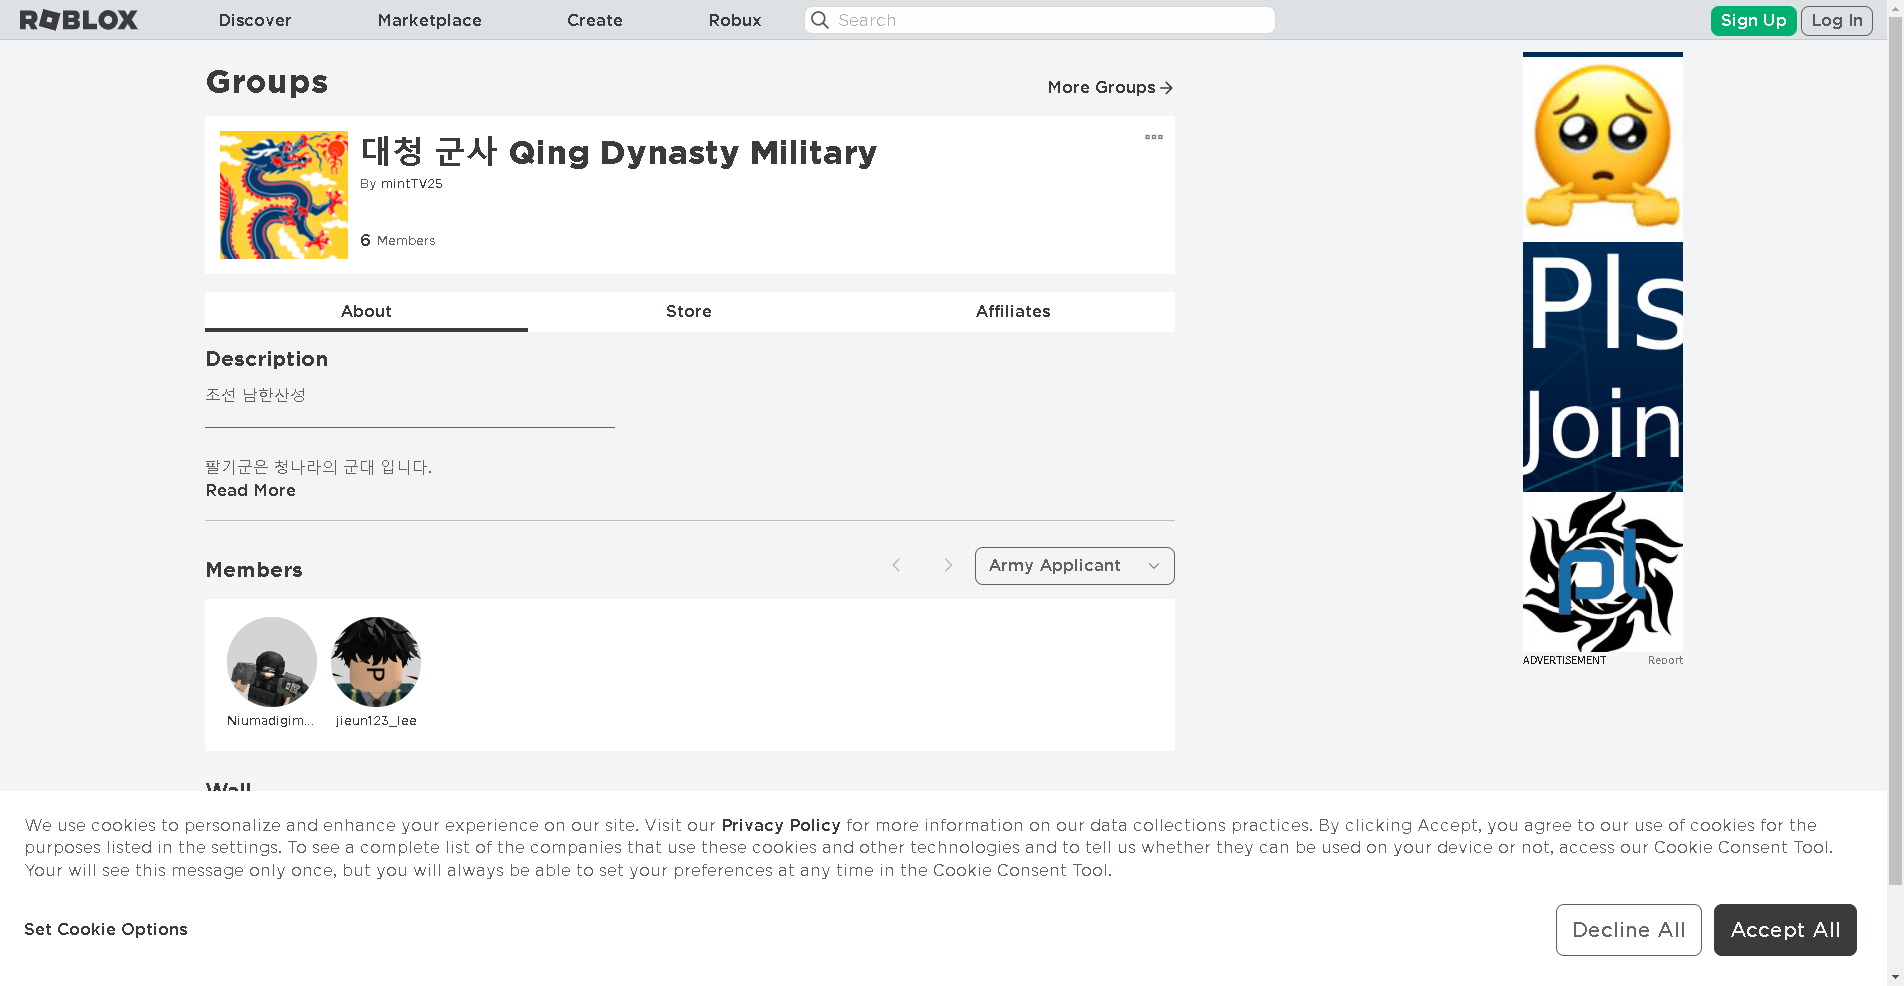 ROBLOX
Discover
Marketplace
Create
Robux
Search
Sign Up
Log In
Groups
More Groups
대청 군사 Qing Dynasty Military
By mintTV25
6 Members
About
Store
Affiliates
Description
조선 남한산성
팔기군은 청나라의 군대 입니다.
Read More
Members
Army Applicant
Niumadigim...
jieun123_lee
Wall
Pls
Join
pl
ADVERTISEMENT
Report
We use cookies to personalize and enhance your experience on our site. Visit our Privacy Policy for more information on our data collections practices. By clicking Accept, you agree to our use of cookies for the
purposes listed in the settings. To see a complete list of the companies that use these cookies and other technologies and to tell us whether they can be used on your device or not, access our Cookie Consent Tool.
Your will see this message only once, but you will always be able to set your preferences at any time in the Cookie Consent Tool.
Set Cookie Options
Decline All
Accept All